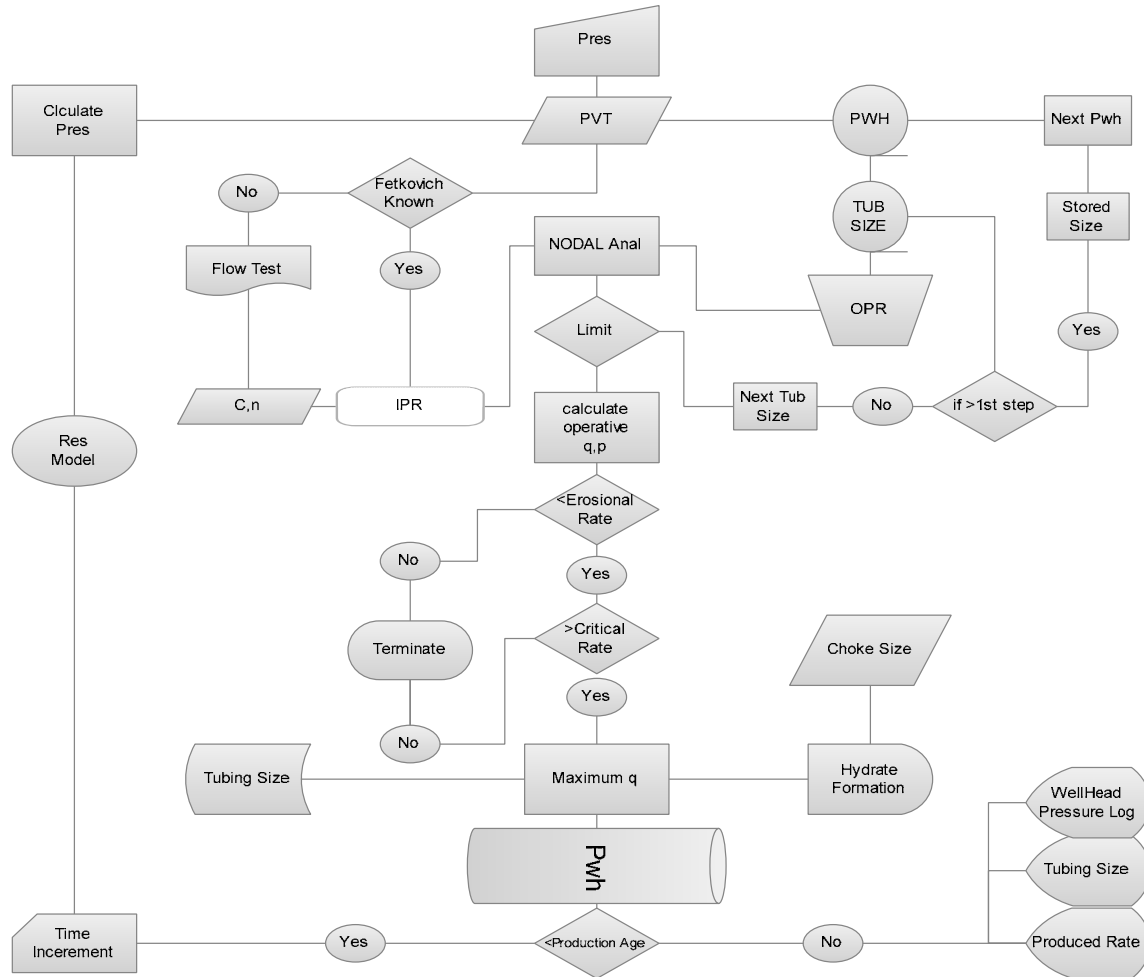 Pres
Clculate
Pres
PVT
PWH
Next Pwh
No
Fetkovich
Known
TUB
SIZE
Stored
Size
Flow Test
Yes
NODAL Anal
OPR
Limit
Yes
C,n
IPR
calculate
operative
q,p
Next Tub
Size
No
if >1st step
Res
Model
<Erosional
Rate
No
Yes
Terminate
>Critical
Rate
Choke Size
Yes
No
Tubing Size
Maximum q
Hydrate
Formation
WellHead
Pressure Log
Pwh
Tubing Size
Time
Incerement
Yes
<Production Age
No
Produced Rate